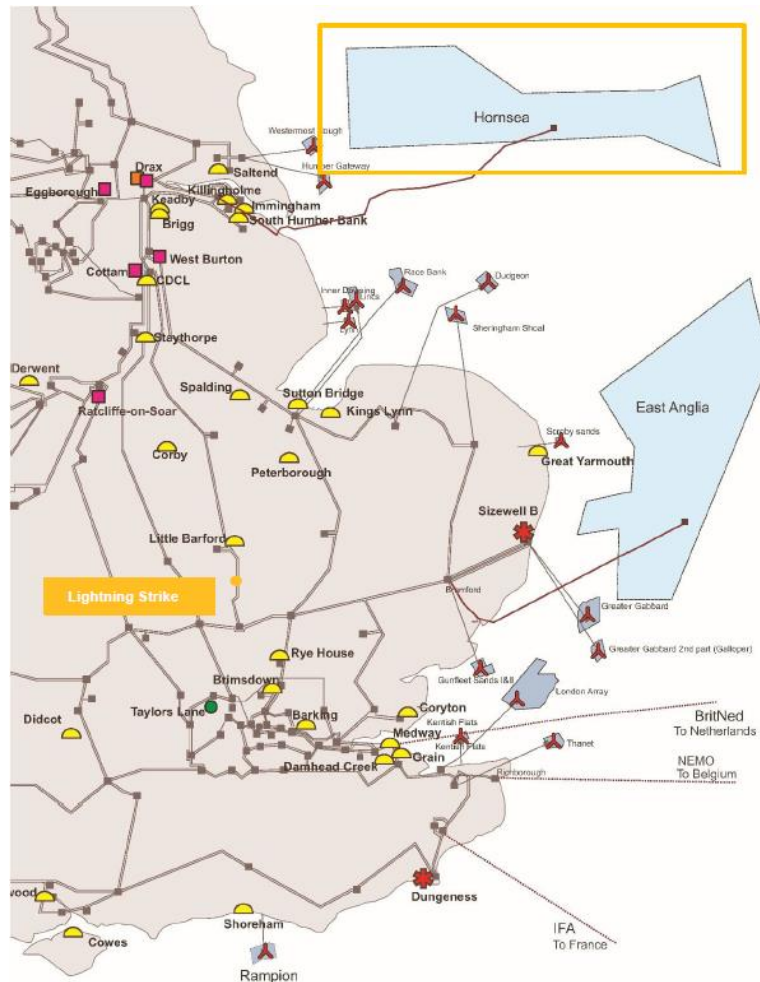 Hornsea
Westermost Rough
Humber Gateway
Drax
Saltend
Eggborough
Killingholme
Keadby
Immingham
South Humber Bank
Brigg
West Burton
Cottam
CDCL
Race Bank
Dudgeon
Inner Dowsing
Lincs
Lynn
Sheringham Shoal
Staythorpe
Derwent
Spalding
Sutton Bridge
Kings Lynn
Ratcliffe-on-Soar
East Anglia
Scroby sands
Corby
Great Yarmouth
Peterborough
Sizewell B
Little Barford
Lightning Strike
Bramford
Greater Gabbard
Rye House
Greater Gabbard 2nd part (Galloper)
Gunfleet Sands I&II
Brimsdown
London Array
Taylors Lane
Coryton
Didcot
Barking
Kentish Flats
Medway
BritNed
To Netherlands
Kentish Flats
Thanet
Grain
Damhead Creek
NEMO
To Belgium
Richborough
wood
Dungeness
Shoreham
IFA
To France
Cowes
Rampion